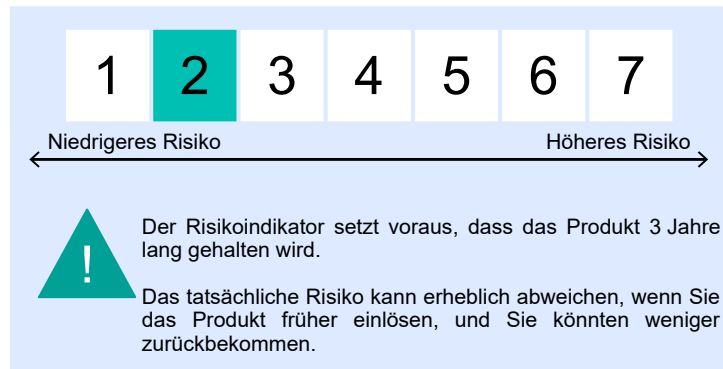 1 2 3 4 5 6 7
Niedrigeres Risiko Höheres Risiko
!
Der Risikoindikator setzt voraus, dass das Produkt 3 Jahre
lang gehalten wird.
Das tatsächliche Risiko kann erheblich abweichen, wenn Sie
das Produkt früher einlösen, und Sie könnten weniger
zurückbekommen.